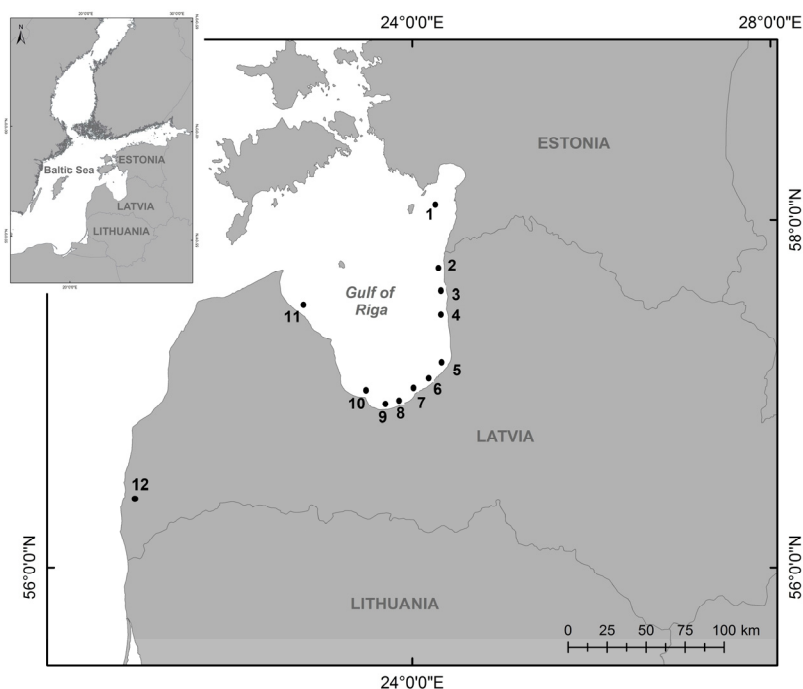 24°0'0"E
28°0'0"E
N
ESTONIA
Baltic Sea
LATVIA
LITHUANIA
ESTONIA
58°0'0"N
1
2
3
4
Gulf of
Riga
11
5
6
7
8
9
10
LATVIA
12
56°0'0"N
56°0'0"N
LITHUANIA
0 25 50 75 100 km
24°0'0"E